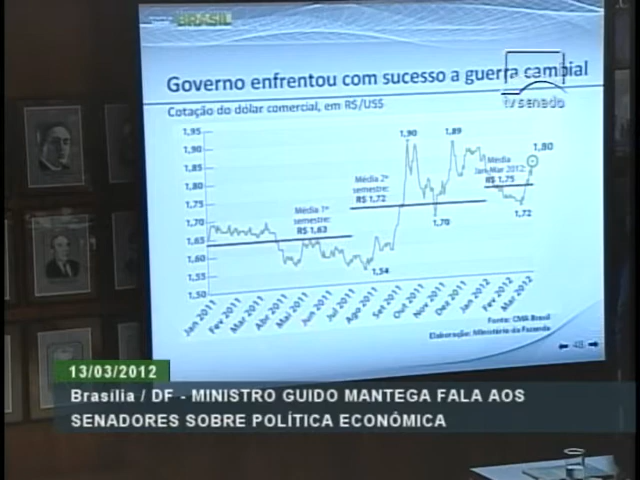 BRASIL
Governo enfrentou com sucesso a guerra cambial
Cotação do dólar comercial, em R$/US$
tv senado
1,95
1,90
1,85
1,80
1,75
1,70
1,65
1,60
1,55
1,50
1,90
1,89
1,80
Média
Jan-Mar 2012:
R$ 1,75
Média 2º
semestre:
R$ 1,72
Média 1º
semestre:
R$ 1,63
1,70
1,72
1,54
Jan 2011
Fev 2011
Mar 2011
Abr 2011
Mai 2011
Jun 2011
Jul 2011
Ago 2011
Set 2011
Out 2011
Nov 2011
Dez 2011
Jan 2012
Fev 2012
Mar 2012
Fonte: CMA Brasil
Elaboração: Ministério da Fazenda
48
13/03/2012
Brasília / DF - MINISTRO GUIDO MANTEGA FALA AOS
SENADORES SOBRE POLÍTICA ECONÔMICA